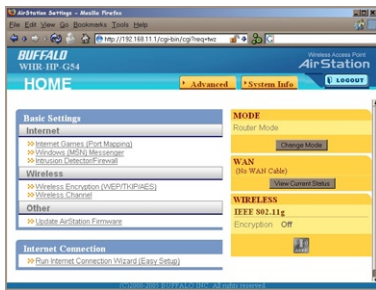 AirStation Settings - Mozilla Firefox
File Edit View Go Bookmarks Tools Help
http://192.168.11.1/cgi-bin/cgi?req=twz
BUFFALO
WHR-HP-G54
Wireless Access Point
AirStation
HOME
Advanced
System Info
LOGOUT
Basic Settings
Internet
Internet Games (Port Mapping)
Windows (MSN) Messenger
Intrusion Detector/Firewall
Wireless
Wireless Encryption (WEP/TKIP/AES)
Wireless Channel
Other
Update AirStation Firmware
Internet Connection
Run Internet Connection Wizard (Easy Setup)
MODE
Router Mode
Change Mode
WAN
(No WAN Cable)
View Current Status
WIRELESS
IEEE 802.11g
Encryption Off
(C)2000-2005 BUFFALO INC. All rights reserved.